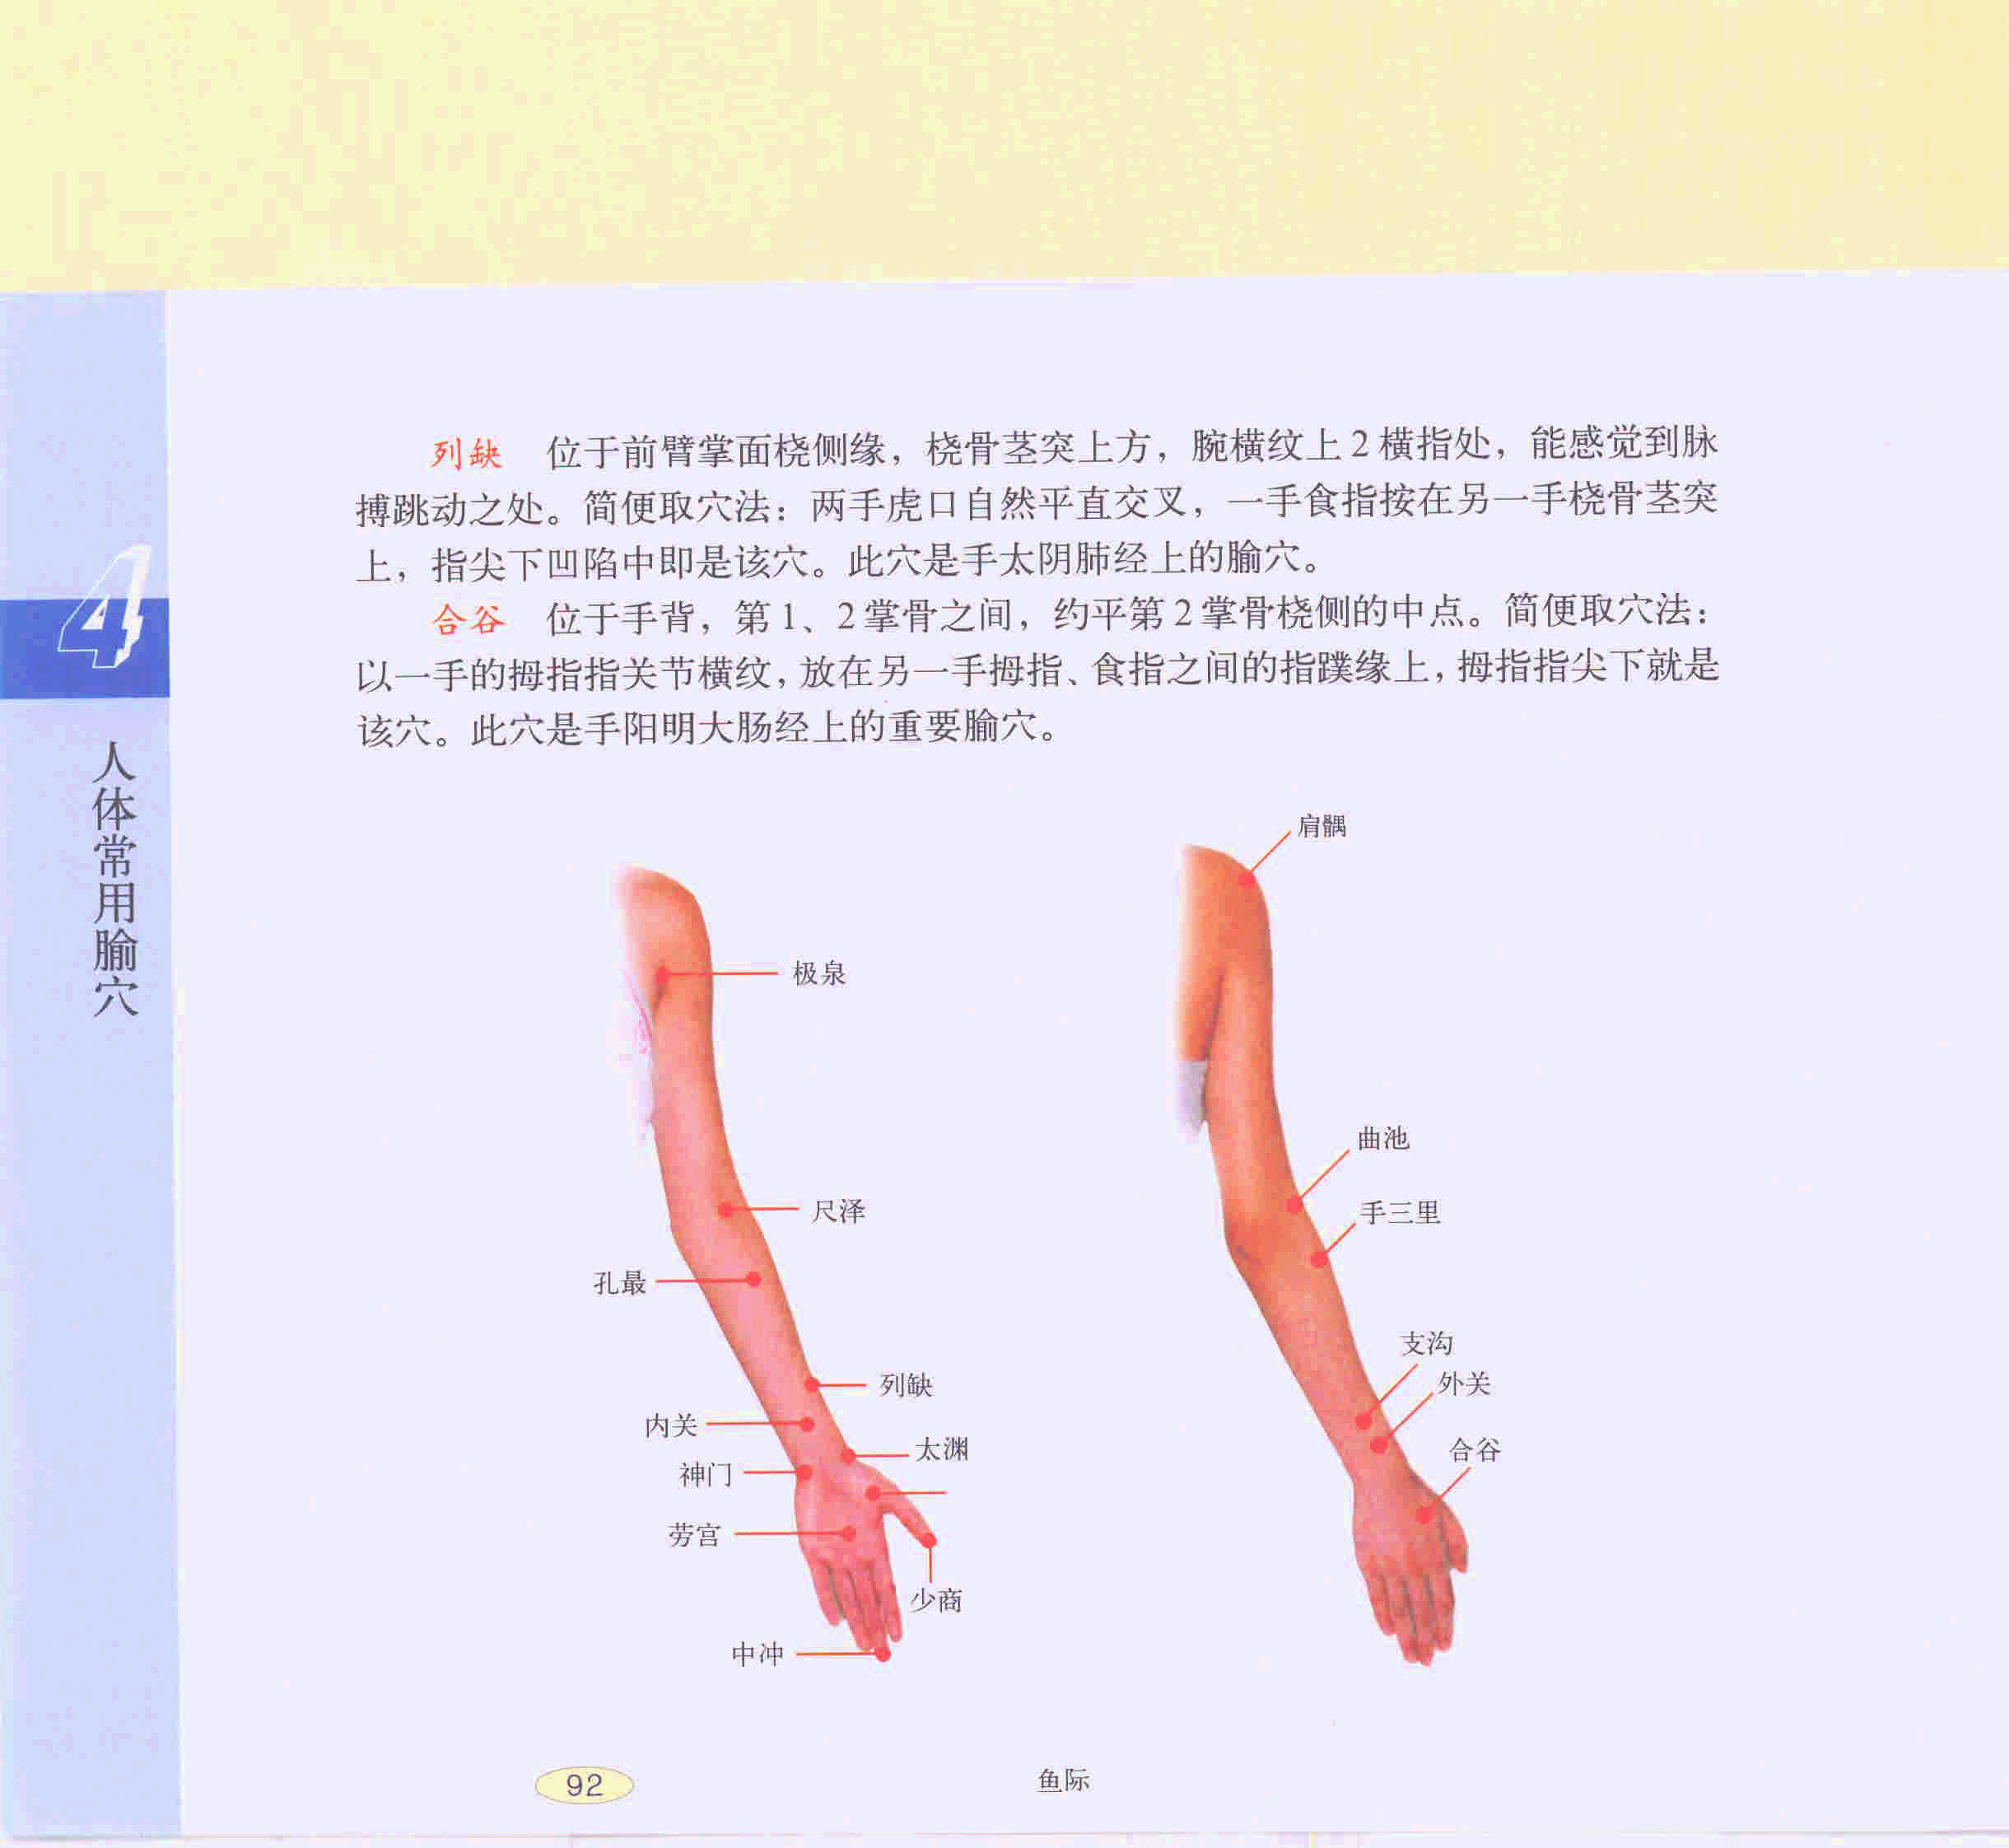 列缺 位于前臂掌面桡侧缘，桡骨茎突上方，腕横纹上2横指处，能感觉到脉
搏跳动之处。简便取穴法：两手虎口自然平直交叉，一手食指按在另一手桡骨茎突
上，指尖下凹陷中即是该穴。此穴是手太阴肺经上的腧穴。
合谷 位于手背，第1、2掌骨之间，约平第2掌骨桡侧的中点。简便取穴法：
以一手的拇指指关节横纹，放在另一手拇指、食指之间的指蹼缘上，拇指指尖下就是
该穴。此穴是手阳明大肠经上的重要腧穴。
4
人体常用腧穴
极泉
尺泽
孔最
列缺
内关
太渊
神门
劳宫
少商
中冲
肩髃
曲池
手三里
支沟
外关
合谷
92
鱼际